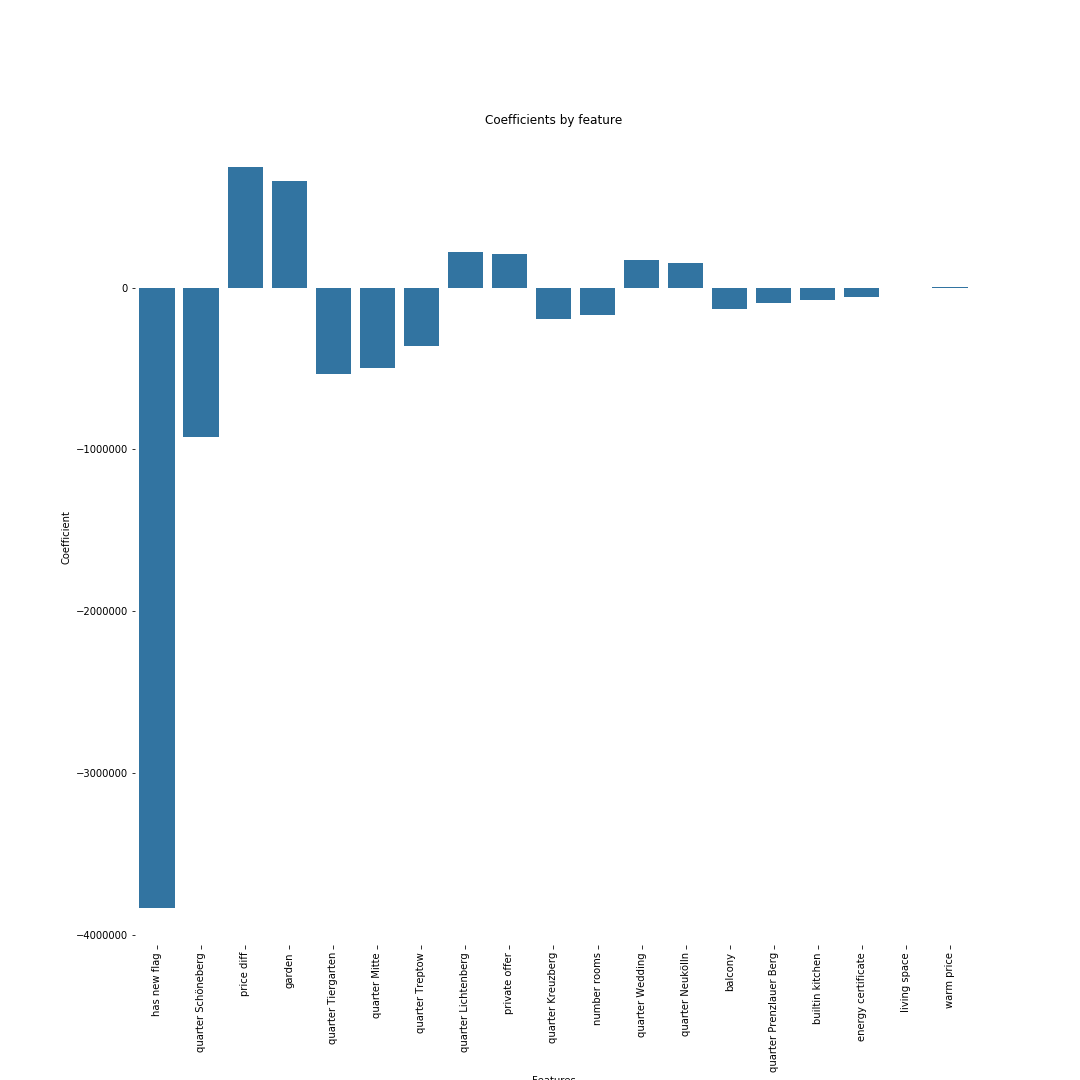 Coefficients by feature
0
−1000000
−2000000
−3000000
−4000000
Coefficient
has new flag
quarter Schöneberg
price diff
garden
quarter Tiergarten
quarter Mitte
quarter Treptow
quarter Lichtenberg
private offer
quarter Kreuzberg
number rooms
quarter Wedding
quarter Neukölln
balcony
quarter Prenzlauer Berg
builtin kitchen
energy certificate
living space
warm price
Features